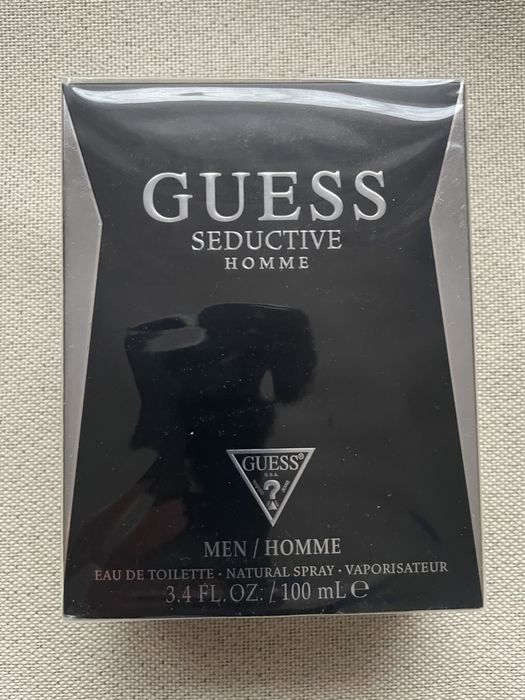 GUESS
SEDUCTIVE
HOMME
GUESS®
U.S.A.
?
MEN / HOMME
EAU DE TOILETTE · NATURAL SPRAY · VAPORISATEUR
3.4 FL. OZ. / 100 mL ℮